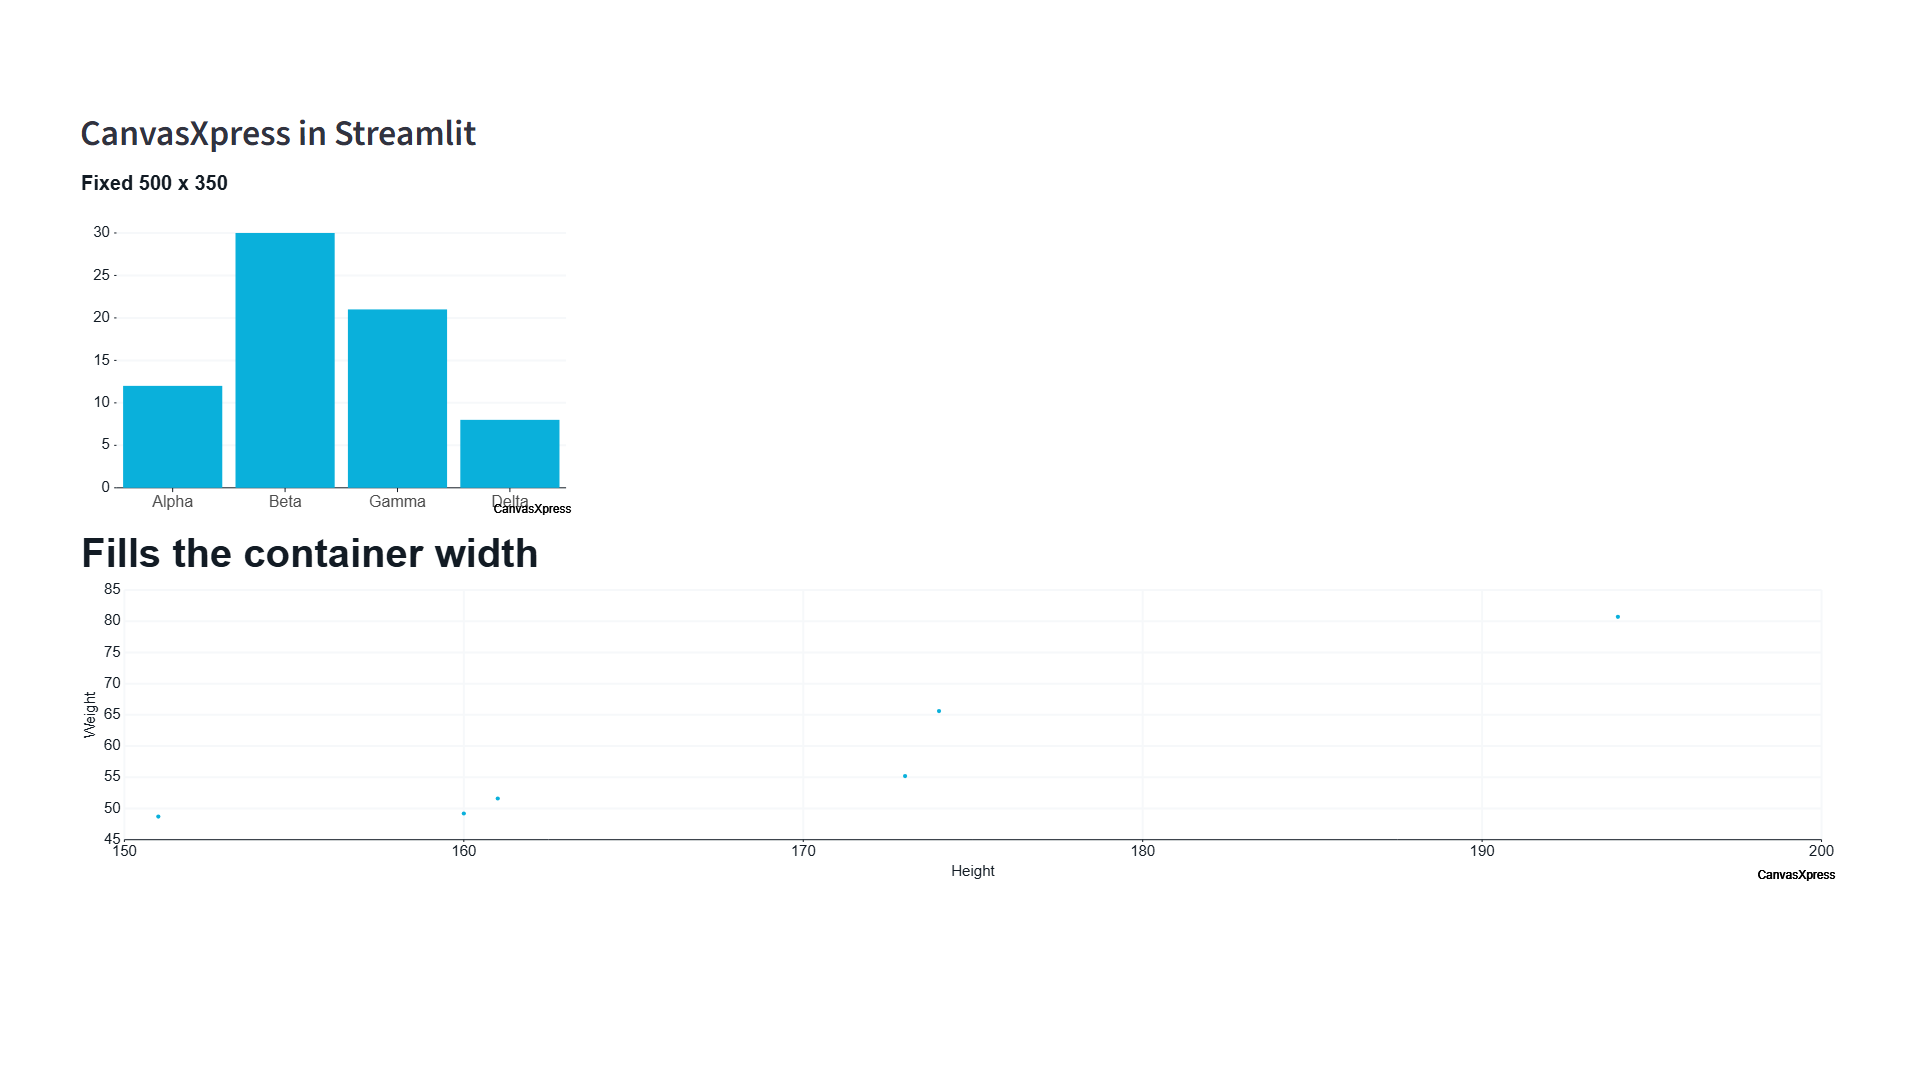 CanvasXpress in Streamlit
Fixed 500 x 350
30
25
20
15
10
5
0
Alpha Beta Gamma Delta
CanvasXpress
Fills the container width
85
80
75
70
65
60
55
50
45
Weight
150 160 170 180 190 200
Height
CanvasXpress